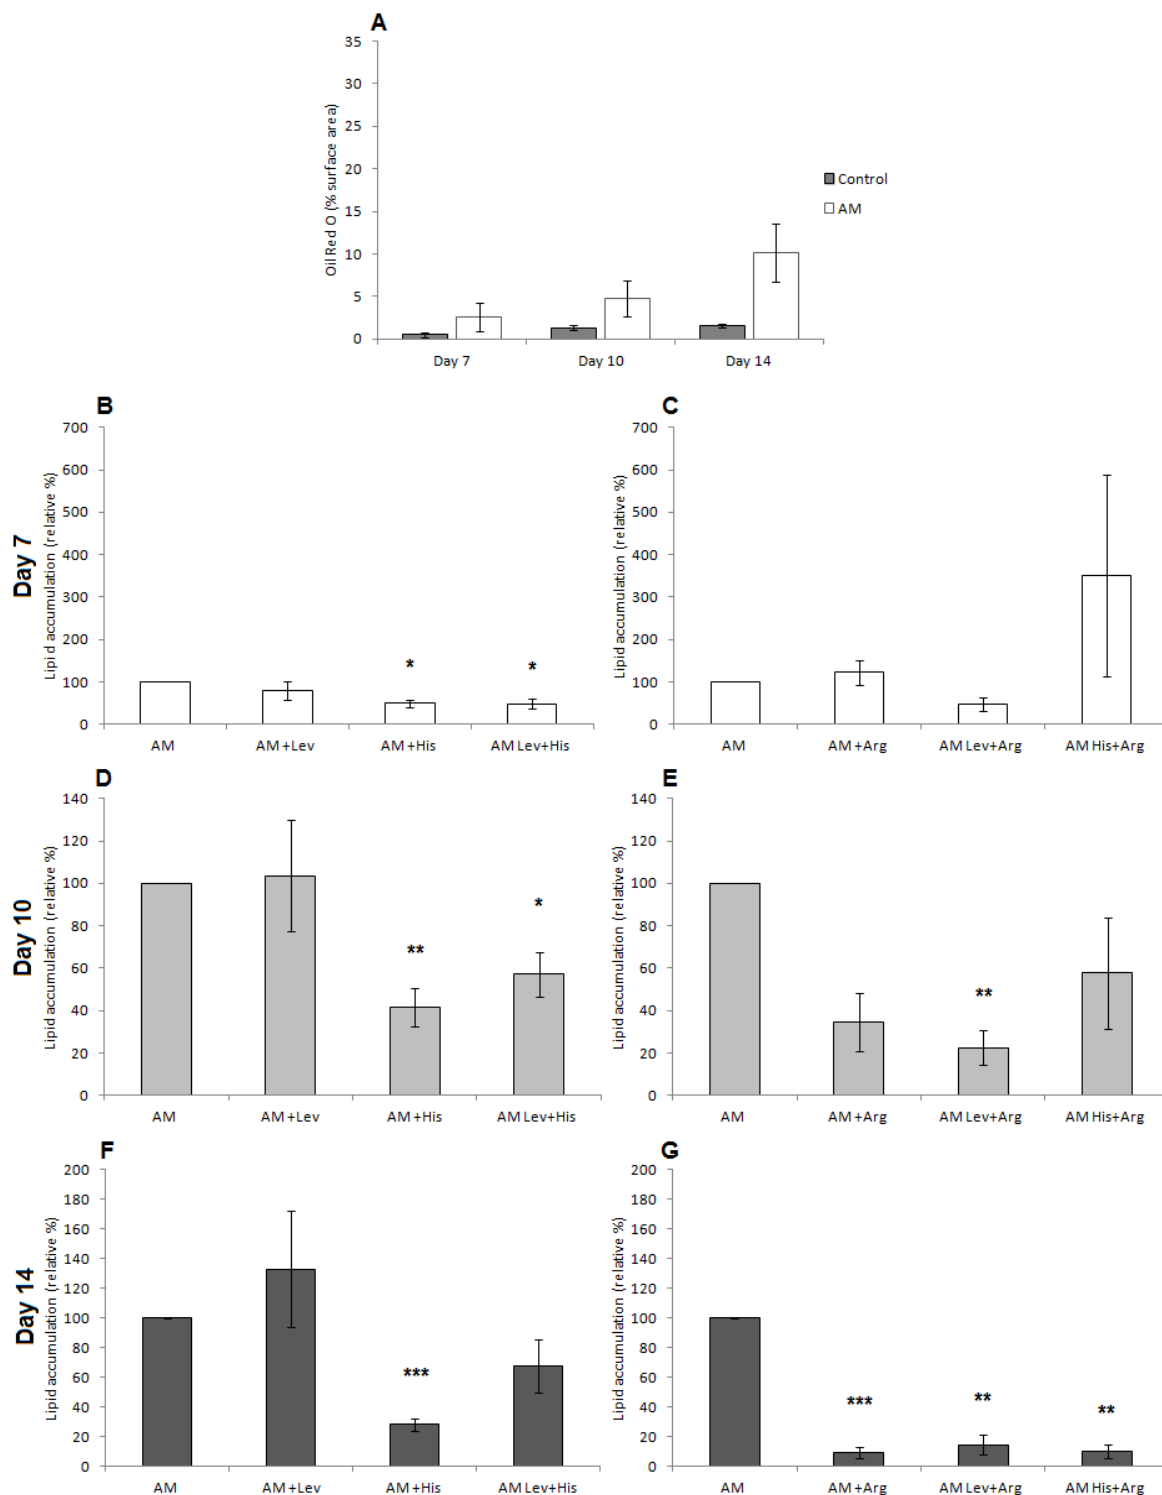 A
35
30
25
20
15
10
5
0
Oil Red O (% surface area)
Control
AM
Day 7 Day 10 Day 14
Day 7
B
700
600
500
400
300
200
100
0
Lipid accumulation (relative %)
* *
AM AM +Lev AM +His AM Lev+His
C
700
600
500
400
300
200
100
0
Lipid accumulation (relative %)
AM AM +Arg AM Lev+Arg AM His+Arg
Day 10
D
140
120
100
80
60
40
20
0
Lipid accumulation (relative %)
** *
AM AM +Lev AM +His AM Lev+His
E
140
120
100
80
60
40
20
0
Lipid accumulation (relative %)
**
AM AM +Arg AM Lev+Arg AM His+Arg
Day 14
F
200
180
160
140
120
100
80
60
40
20
0
Lipid accumulation (relative %)
***
AM AM +Lev AM +His AM Lev+His
G
200
180
160
140
120
100
80
60
40
20
0
Lipid accumulation (relative %)
*** ** **
AM AM +Arg AM Lev+Arg AM His+Arg